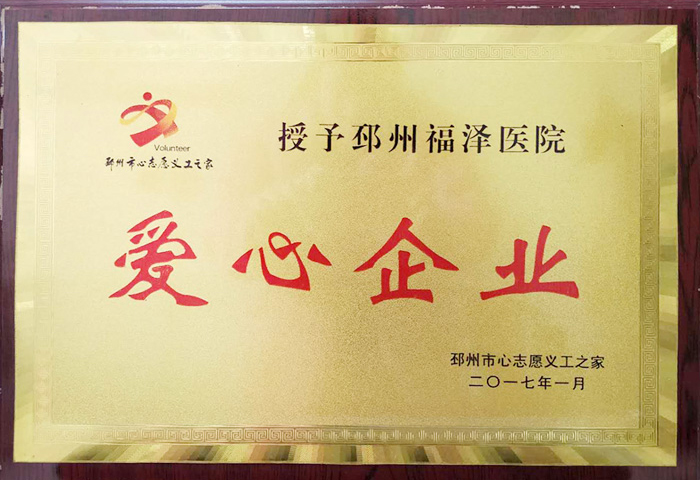 Volunteer
邳州市心志愿义工之家
授予邳州福泽医院
爱心企业
邳州市心志愿义工之家
二〇一七年一月